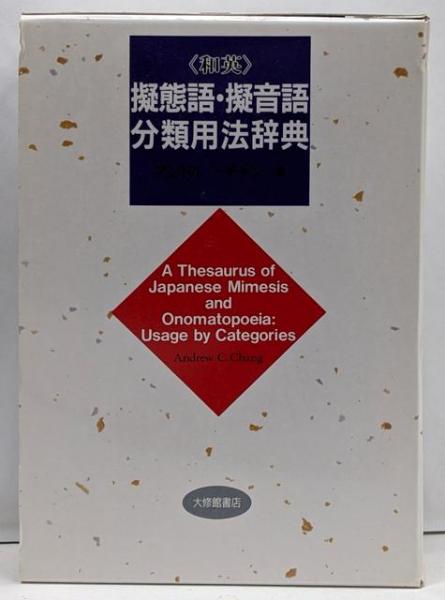 〈和英〉
擬態語・擬音語
分類用法辞典
A Thesaurus of
Japanese Mimesis
and
Onomatopoeia:
Usage by Categories
Andrew C. Chang
大修館書店